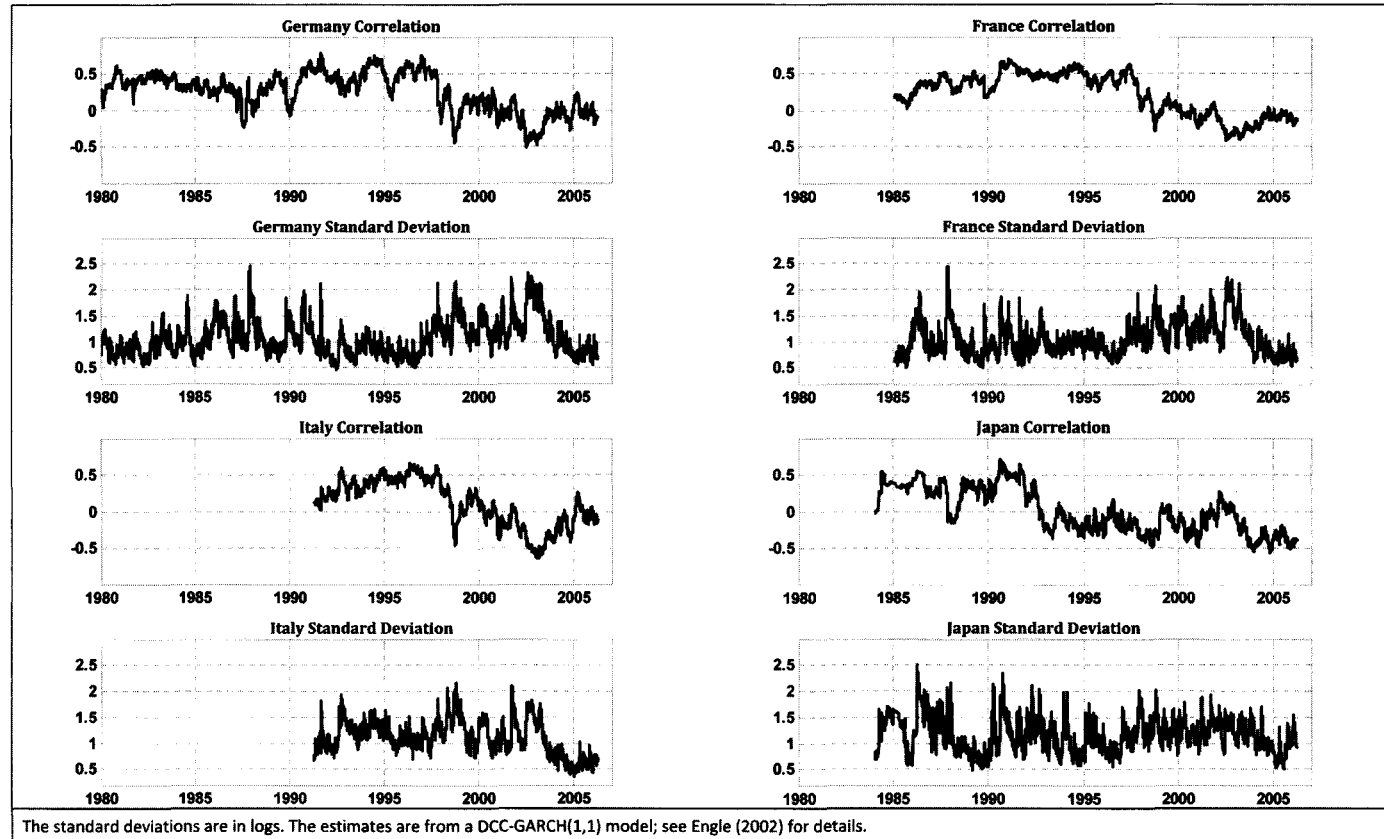 Germany Correlation
0.5
0
-0.5
1980 1985 1990 1995 2000 2005
France Correlation
0.5
0
-0.5
1980 1985 1990 1995 2000 2005
Germany Standard Deviation
2.5
2
1.5
1
0.5
1980 1985 1990 1995 2000 2005
France Standard Deviation
2.5
2
1.5
1
0.5
1980 1985 1990 1995 2000 2005
Italy Correlation
0.5
0
-0.5
1980 1985 1990 1995 2000 2005
Japan Correlation
0.5
0
-0.5
1980 1985 1990 1995 2000 2005
Italy Standard Deviation
2.5
2
1.5
1
0.5
1980 1985 1990 1995 2000 2005
Japan Standard Deviation
2.5
2
1.5
1
0.5
1980 1985 1990 1995 2000 2005
The standard deviations are in logs. The estimates are from a DCC-GARCH(1,1) model; see Engle (2002) for details.